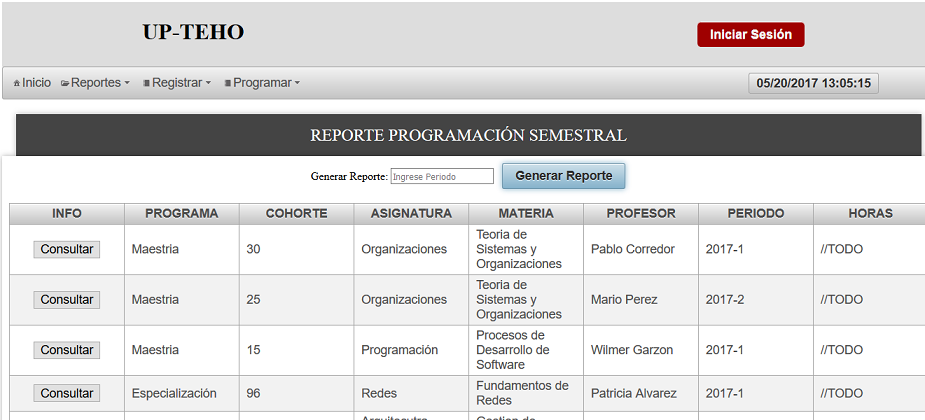 UP-TEHO
Iniciar Sesión
Inicio Reportes Registrar Programar 05/20/2017 13:05:15
REPORTE PROGRAMACIÓN SEMESTRAL
Generar Reporte: Ingrese Periodo Generar Reporte
INFO PROGRAMA COHORTE ASIGNATURA MATERIA PROFESOR PERIODO HORAS
Consultar Maestria 30 Organizaciones Teoria de Sistemas y Organizaciones Pablo Corredor 2017-1 //TODO
Consultar Maestria 25 Organizaciones Teoria de Sistemas y Organizaciones Mario Perez 2017-2 //TODO
Consultar Maestria 15 Programación Procesos de Desarrollo de Software Wilmer Garzon 2017-1 //TODO
Consultar Especialización 96 Redes Fundamentos de Redes Patricia Alvarez 2017-1 //TODO